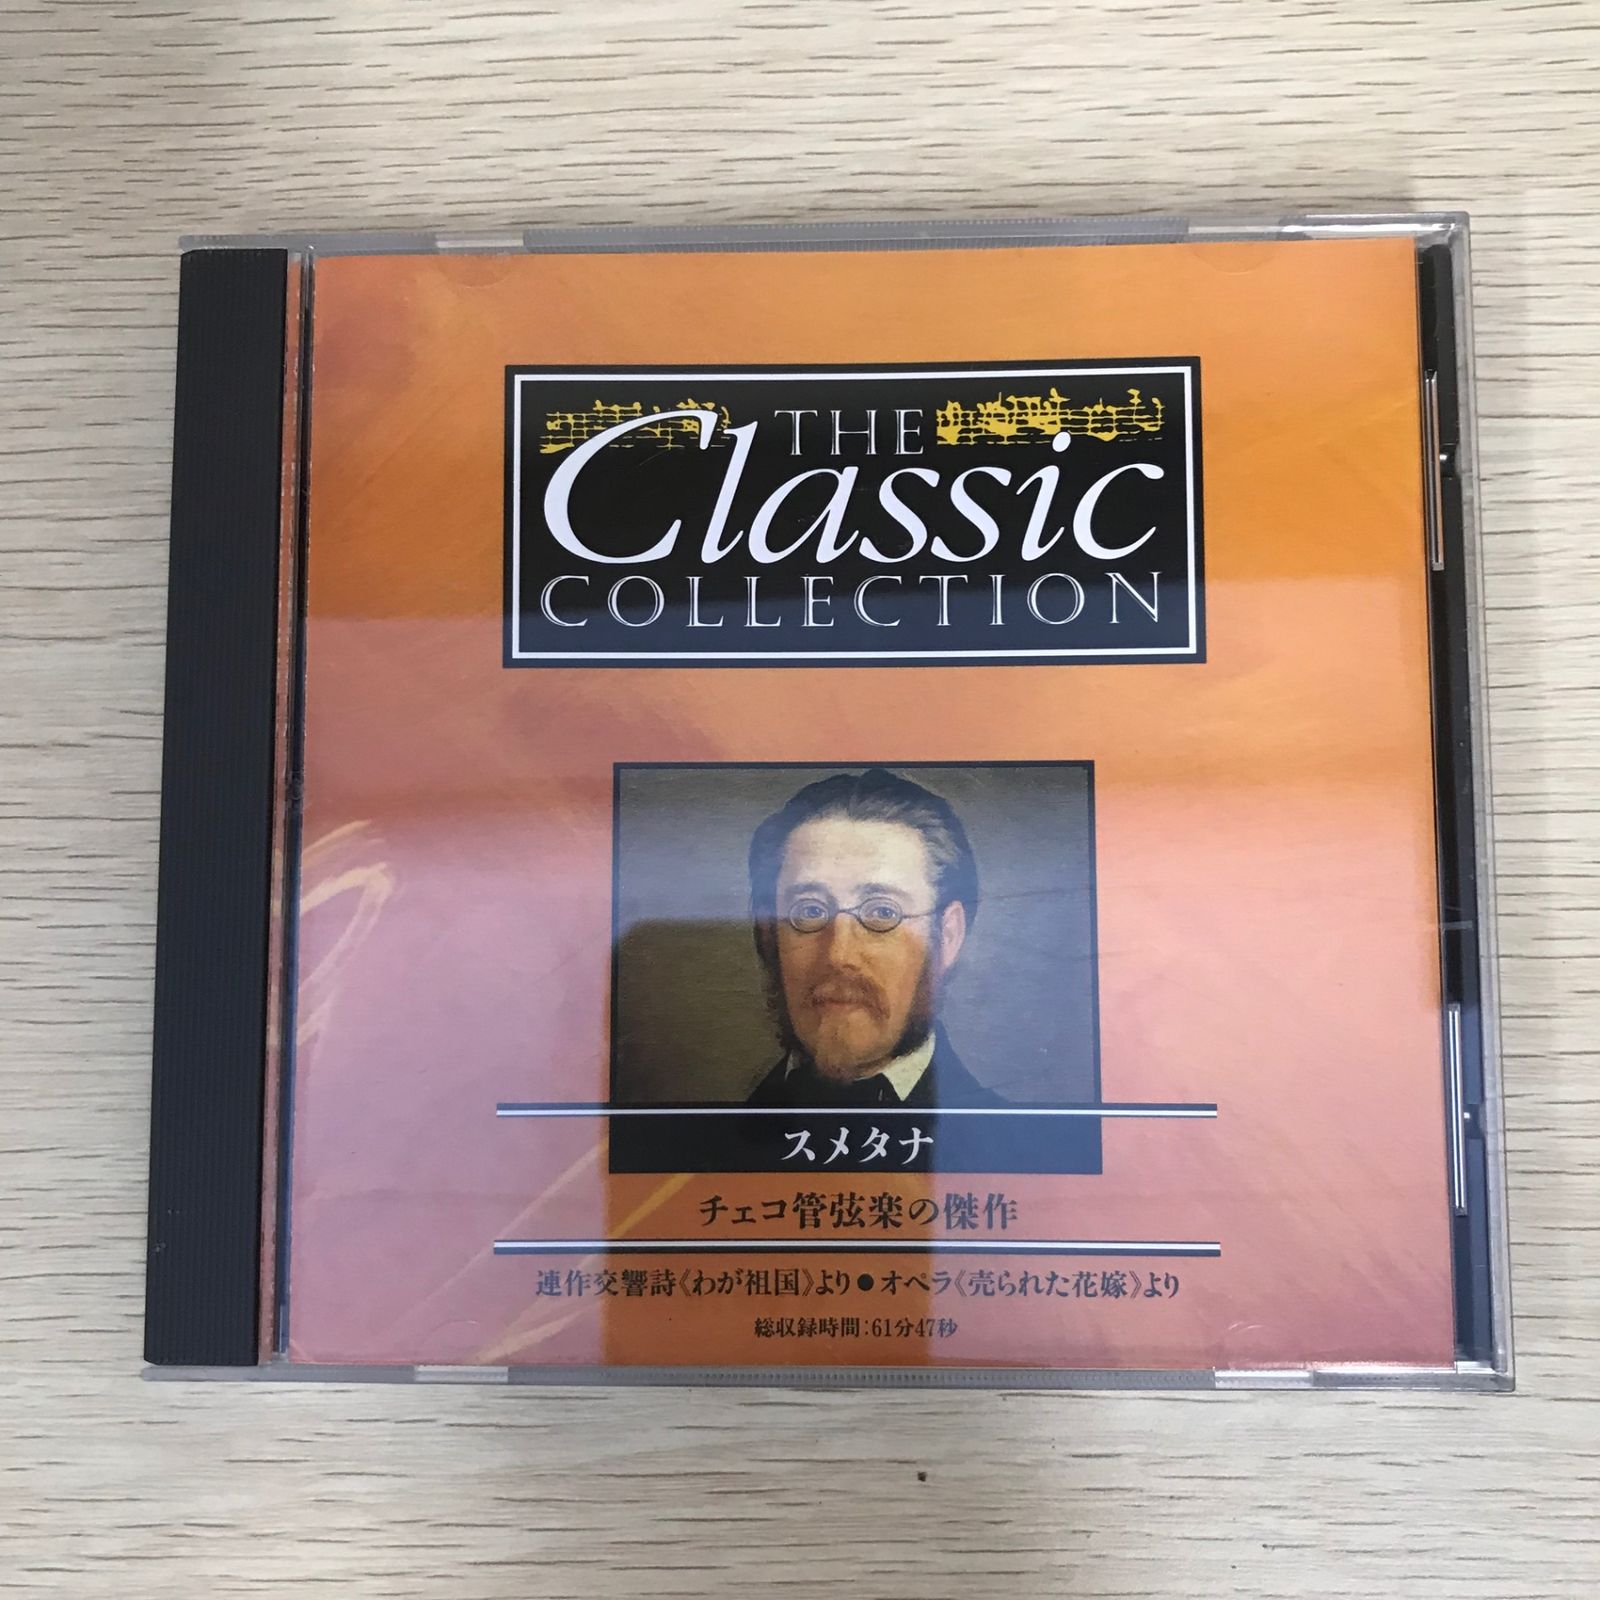 THE
Classic
COLLECTION
スメタナ
チェコ管弦楽の傑作
連作交響詩《わが祖国》より●オペラ《売られた花嫁》より
総収録時間:61分47秒